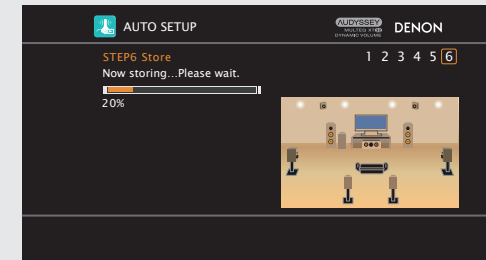 AUTO SETUP
AUDYSSEY
MULTEQ XT32
DYNAMIC VOLUME
DENON
STEP6 Store
1 2 3 4 5 6
Now storing...Please wait.
20%